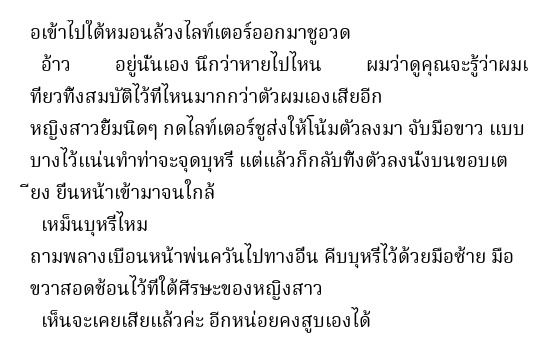 อเข้าไปใต้หมอนล้วงไลท์เตอร์ออกมาชูอวด
อ้าว อยู่นั่นเอง นึกว่าหายไปไหน ผมว่าดูคุณจะรู้ว่าผมเ
ที่ยวทิ้งสมบัติไว้ที่ไหนมากกว่าตัวผมเองเสียอีก
หญิงสาวยิ้มนิดๆ กดไลท์เตอร์ชูส่งให้โน้มตัวลงมา จับมือขาว แบบ
บางไว้แน่นทำท่าจะจุดบุหรี่ แต่แล้วก็กลับทิ้งตัวลงนั่งบนขอบเต
ียง ยื่นหน้าเข้ามาจนใกล้
เหม็นบุหรี่ไหม
ถามพลางเบือนหน้าพ่นควันไปทางอื่น คีบบุหรี่ไว้ด้วยมือซ้าย มือ
ขวาสอดช้อนไว้ที่ใต้ศีรษะของหญิงสาว
เห็นจะเคยเสียแล้วค่ะ อีกหน่อยคงสูบเองได้